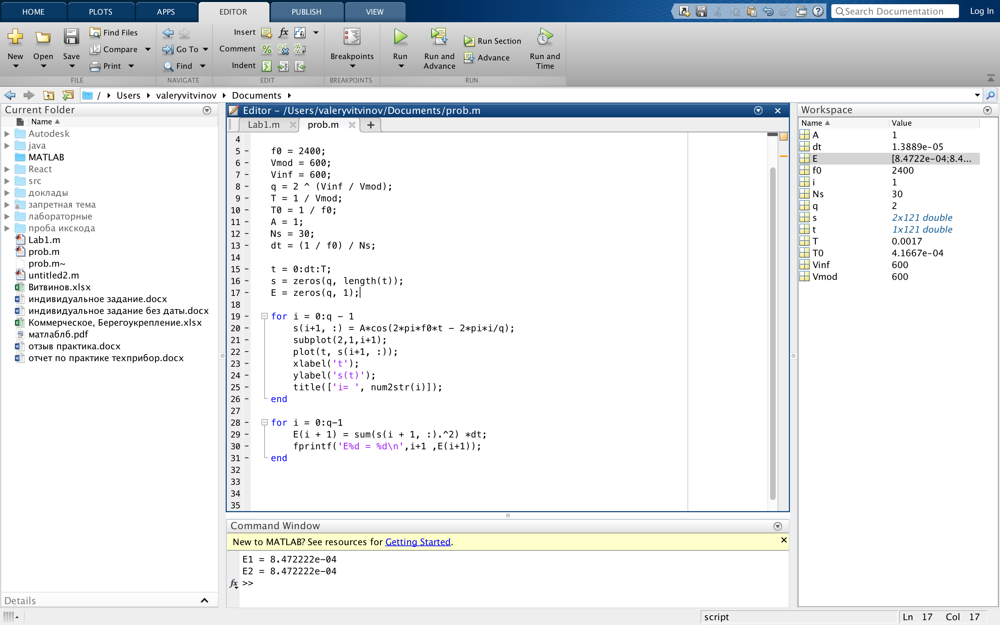 HOME PLOTS APPS EDITOR PUBLISH VIEW Search Documentation Log In
New
Open
Save
Find Files
Compare
Print
FILE
Go To
Find
NAVIGATE
Insert fx fi
Comment % % %
Indent
EDIT
Breakpoints
BREAKPOINTS
Run
Run and Advance
Run Section
Advance
Run and Time
RUN
/ Users valeryvitvinov Documents
Current Folder
Name
Autodesk
java
MATLAB
React
src
доклады
запретная тема
лабораторные
проба икскода
Lab1.m
prob.m
prob.m~
untitled2.m
Витвинов.xlsx
индивидуальное задание.docx
индивидуальное задание без даты.docx
Коммерческое, Берегоукрепление.xlsx
матлаблб.pdf
отзыв практика.docx
отчет по практике техприбор.docx
Details
Editor - /Users/valeryvitvinov/Documents/prob.m
Lab1.m prob.m +
4
5 - f0 = 2400;
6 - Vmod = 600;
7 - Vinf = 600;
8 - q = 2 ^ (Vinf / Vmod);
9 - T = 1 / Vmod;
10 - T0 = 1 / f0;
11 - A = 1;
12 - Ns = 30;
13 - dt = (1 / f0) / Ns;
14
15 - t = 0:dt:T;
16 - s = zeros(q, length(t));
17 - E = zeros(q, 1);
18
19 - for i = 0:q - 1
20 - s(i+1, :) = A*cos(2*pi*f0*t - 2*pi*i/q);
21 - subplot(2,1,i+1);
22 - plot(t, s(i+1, :));
23 - xlabel('t');
24 - ylabel('s(t)');
25 - title(['i= ', num2str(i)]);
26 - end
27
28 - for i = 0:q-1
29 - E(i + 1) = sum(s(i + 1, :).^2) *dt;
30 - fprintf('E%d = %d\n',i+1 ,E(i+1));
31 - end
32
33
34
35
Command Window
New to MATLAB? See resources for Getting Started.
E1 = 8.472222e-04
E2 = 8.472222e-04
fx >>
Workspace
Name Value
A 1
dt 1.3889e-05
E [8.4722e-04;8.4...
f0 2400
i 1
Ns 30
q 2
s 2x121 double
t 1x121 double
T 0.0017
T0 4.1667e-04
Vinf 600
Vmod 600
script Ln 17 Col 17